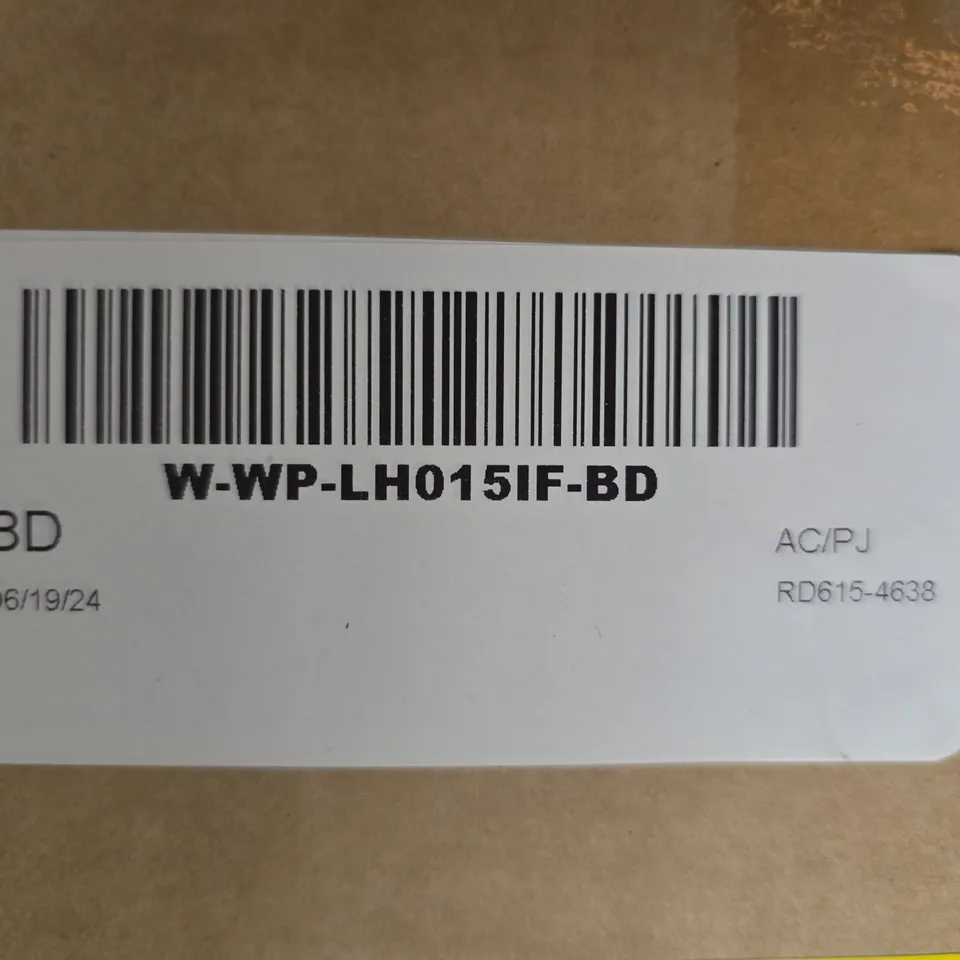 W-WP-LH015IF-BD
BD
AC/PJ
06/19/24
RD615-4638